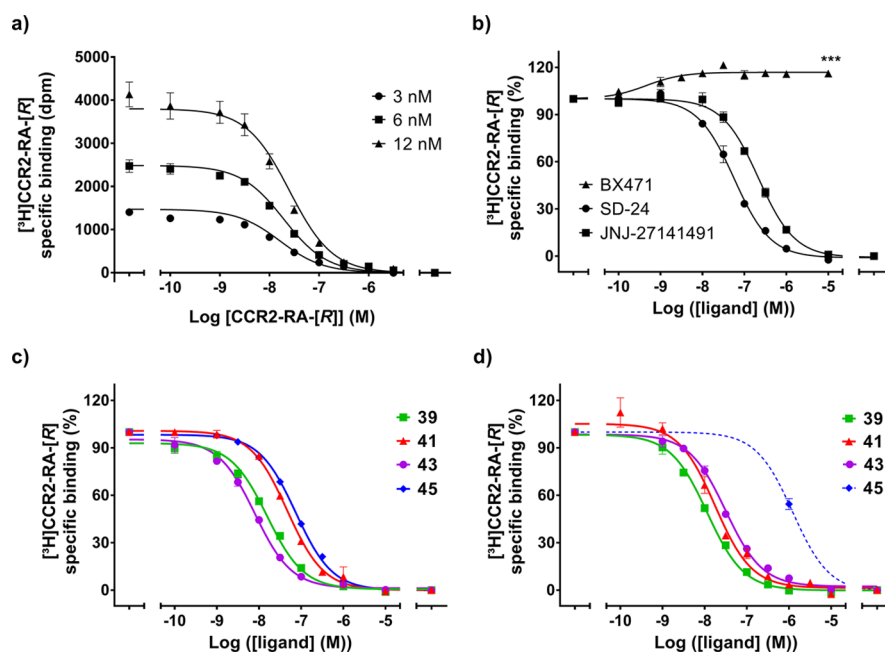 a)
[³H]CCR2-RA-[R]
specific binding (dpm)
5000
4000
3000
2000
1000
0
3 nM
6 nM
12 nM
-10 -9 -8 -7 -6
Log [CCR2-RA-[R]] (M)
b)
[³H]CCR2-RA-[R]
specific binding (%)
120
90
60
30
0
***
BX471
SD-24
JNJ-27141491
-10 -9 -8 -7 -6 -5
Log ([ligand] (M))
c)
[³H]CCR2-RA-[R]
specific binding (%)
120
90
60
30
0
39
41
43
45
-10 -9 -8 -7 -6 -5
Log ([ligand] (M))
d)
[³H]CCR2-RA-[R]
specific binding (%)
120
90
60
30
0
39
41
43
45
-10 -9 -8 -7 -6 -5
Log ([ligand] (M))